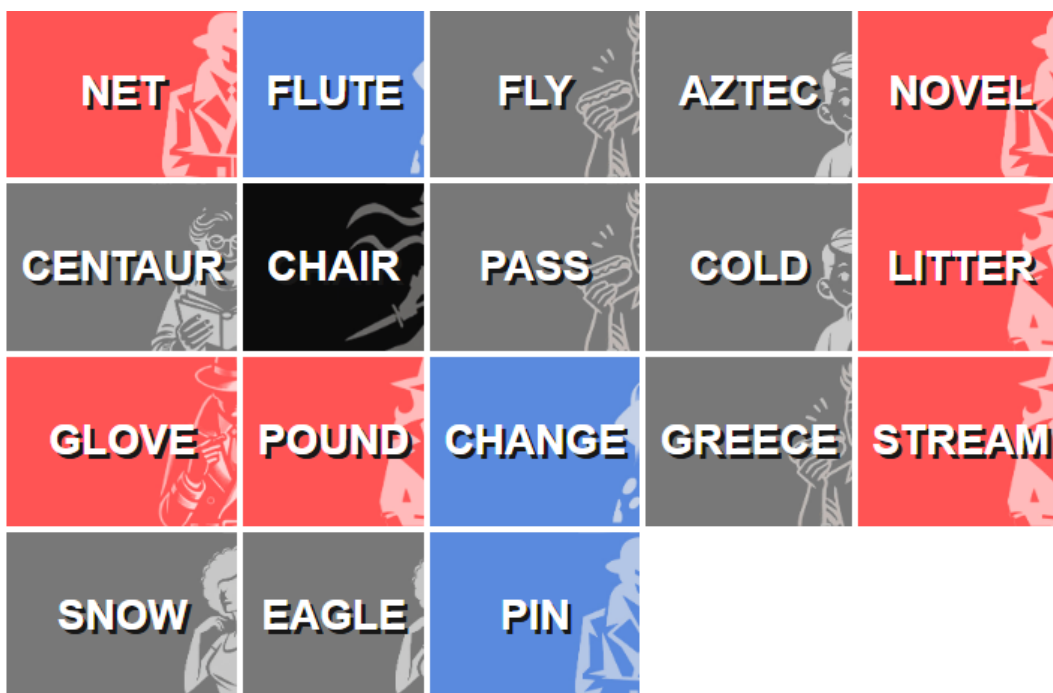 NET FLUTE FLY AZTEC NOVEL
CENTAUR CHAIR PASS COLD LITTER
GLOVE POUND CHANGE GREECE STREAM
SNOW EAGLE PIN